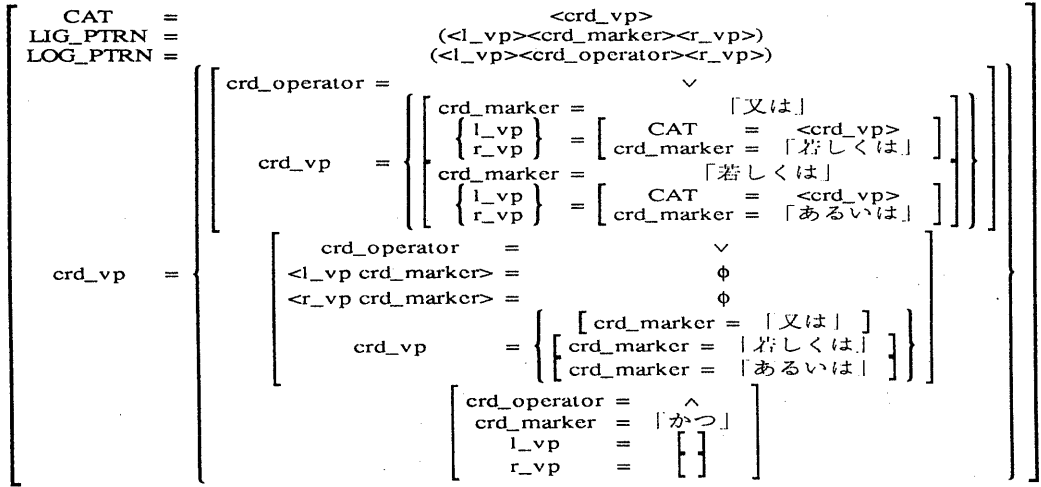 CAT = <crd_vp>
LIG_PTRN = (<l_vp><crd_marker><r_vp>)
LOG_PTRN = (<l_vp><crd_operator><r_vp>)
crd_operator = ∨
crd_marker = 「又は」
l_vp
r_vp
= [ CAT = <crd_vp>
crd_marker = 「若しくは」 ]
crd_vp =
crd_marker = 「若しくは」
l_vp
r_vp
= [ CAT = <crd_vp>
crd_marker = 「あるいは」 ]
crd_vp =
crd_operator = ∨
<l_vp crd_marker> = φ
<r_vp crd_marker> = φ
crd_vp =
[ crd_marker = 「又は」 ]
crd_marker = 「若しくは」
crd_marker = 「あるいは」
crd_operator = ∧
crd_marker = 「かつ」
l_vp = [ ]
r_vp = [ ]